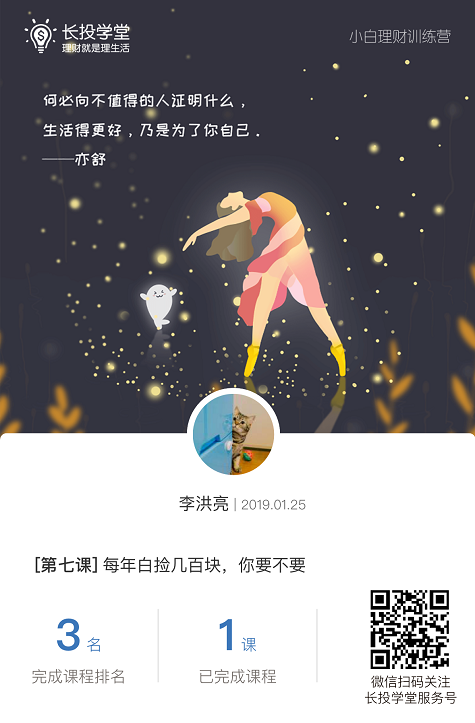 长投学堂
理财就是理生活
小白理财训练营
何必向不值得的人证明什么，
生活得更好，乃是为了你自己．
——亦舒
李洪亮 | 2019.01.25
[第七课] 每年白捡几百块，你要不要
3 名
完成课程排名
1 课
已完成课程
微信扫码关注
长投学堂服务号